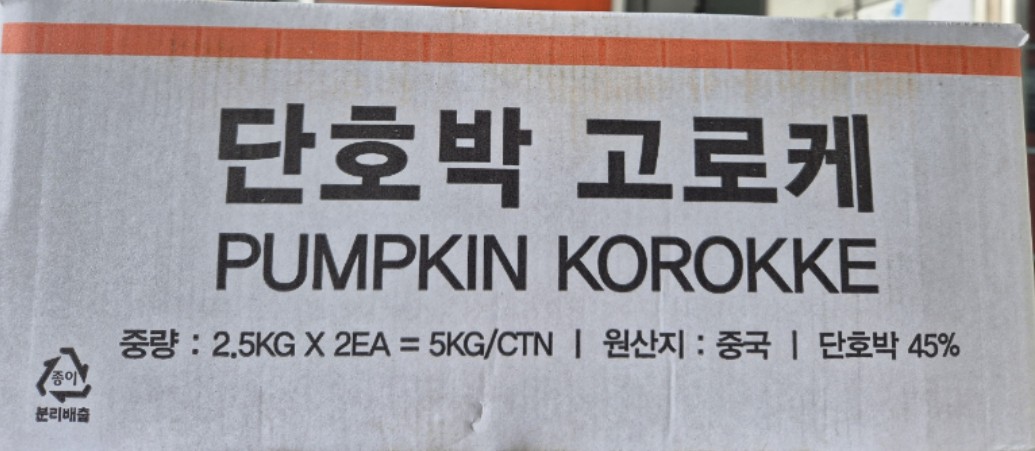 단호박 고로케
PUMPKIN KOROKKE
중량 : 2.5KG X 2EA = 5KG/CTN | 원산지 : 중국 | 단호박 45%
종이
분리배출